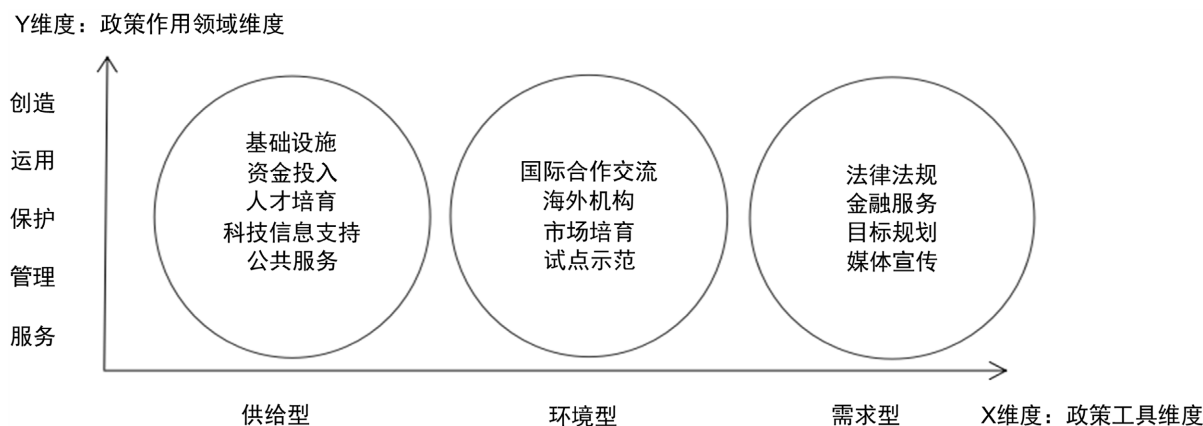 Y维度：政策作用领域维度
创造
运用
保护
管理
服务
基础设施
资金投入
人才培育
科技信息支持
公共服务
国际合作交流
海外机构
市场培育
试点示范
法律法规
金融服务
目标规划
媒体宣传
供给型
环境型
需求型
X维度：政策工具维度